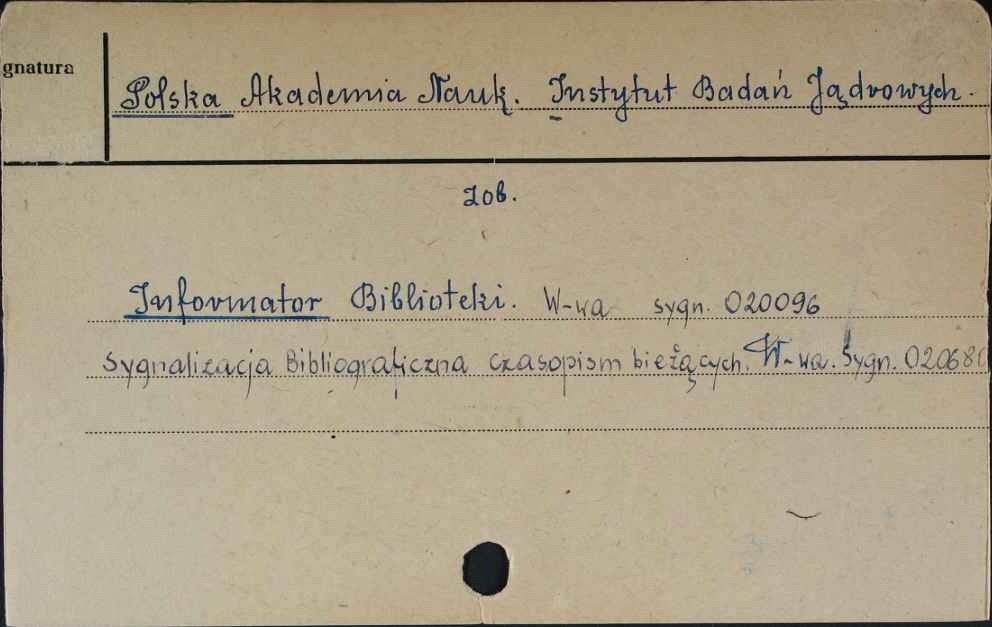 gnatura
Polska Akademia Nauk. Instytut Badań Jądrowych.
zob.
Informator Biblioteki. W-wa sygn. 020096
Sygnalizacja Bibliograficzna czasopism bieżących. W-wa. Sygn.